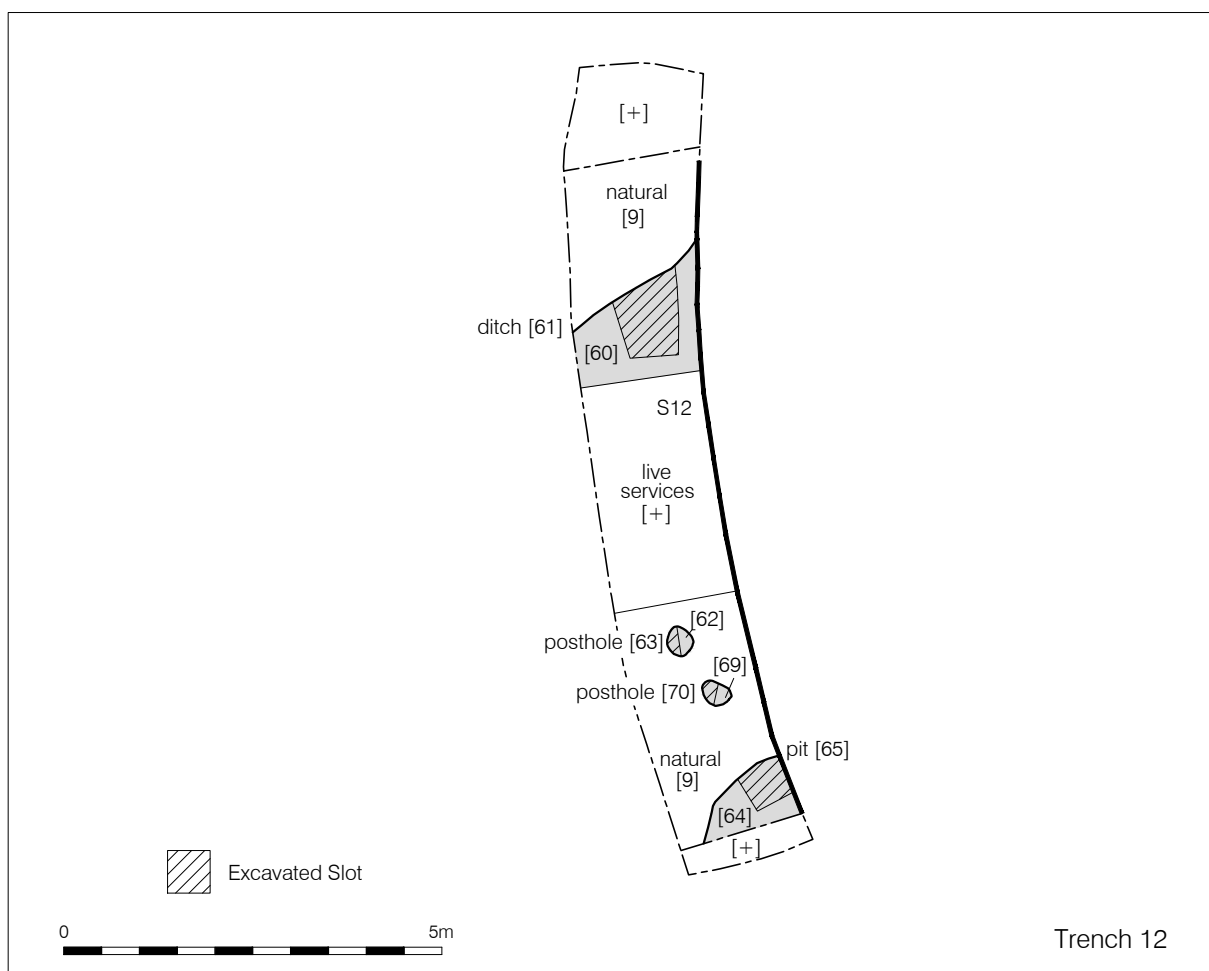 [+]
natural
[9]
ditch [61]
[60]
S12
live
services
[+]
[62]
posthole [63]
[69]
posthole [70]
pit [65]
natural
[9]
[64]
[+]
Excavated Slot
0 5m
Trench 12